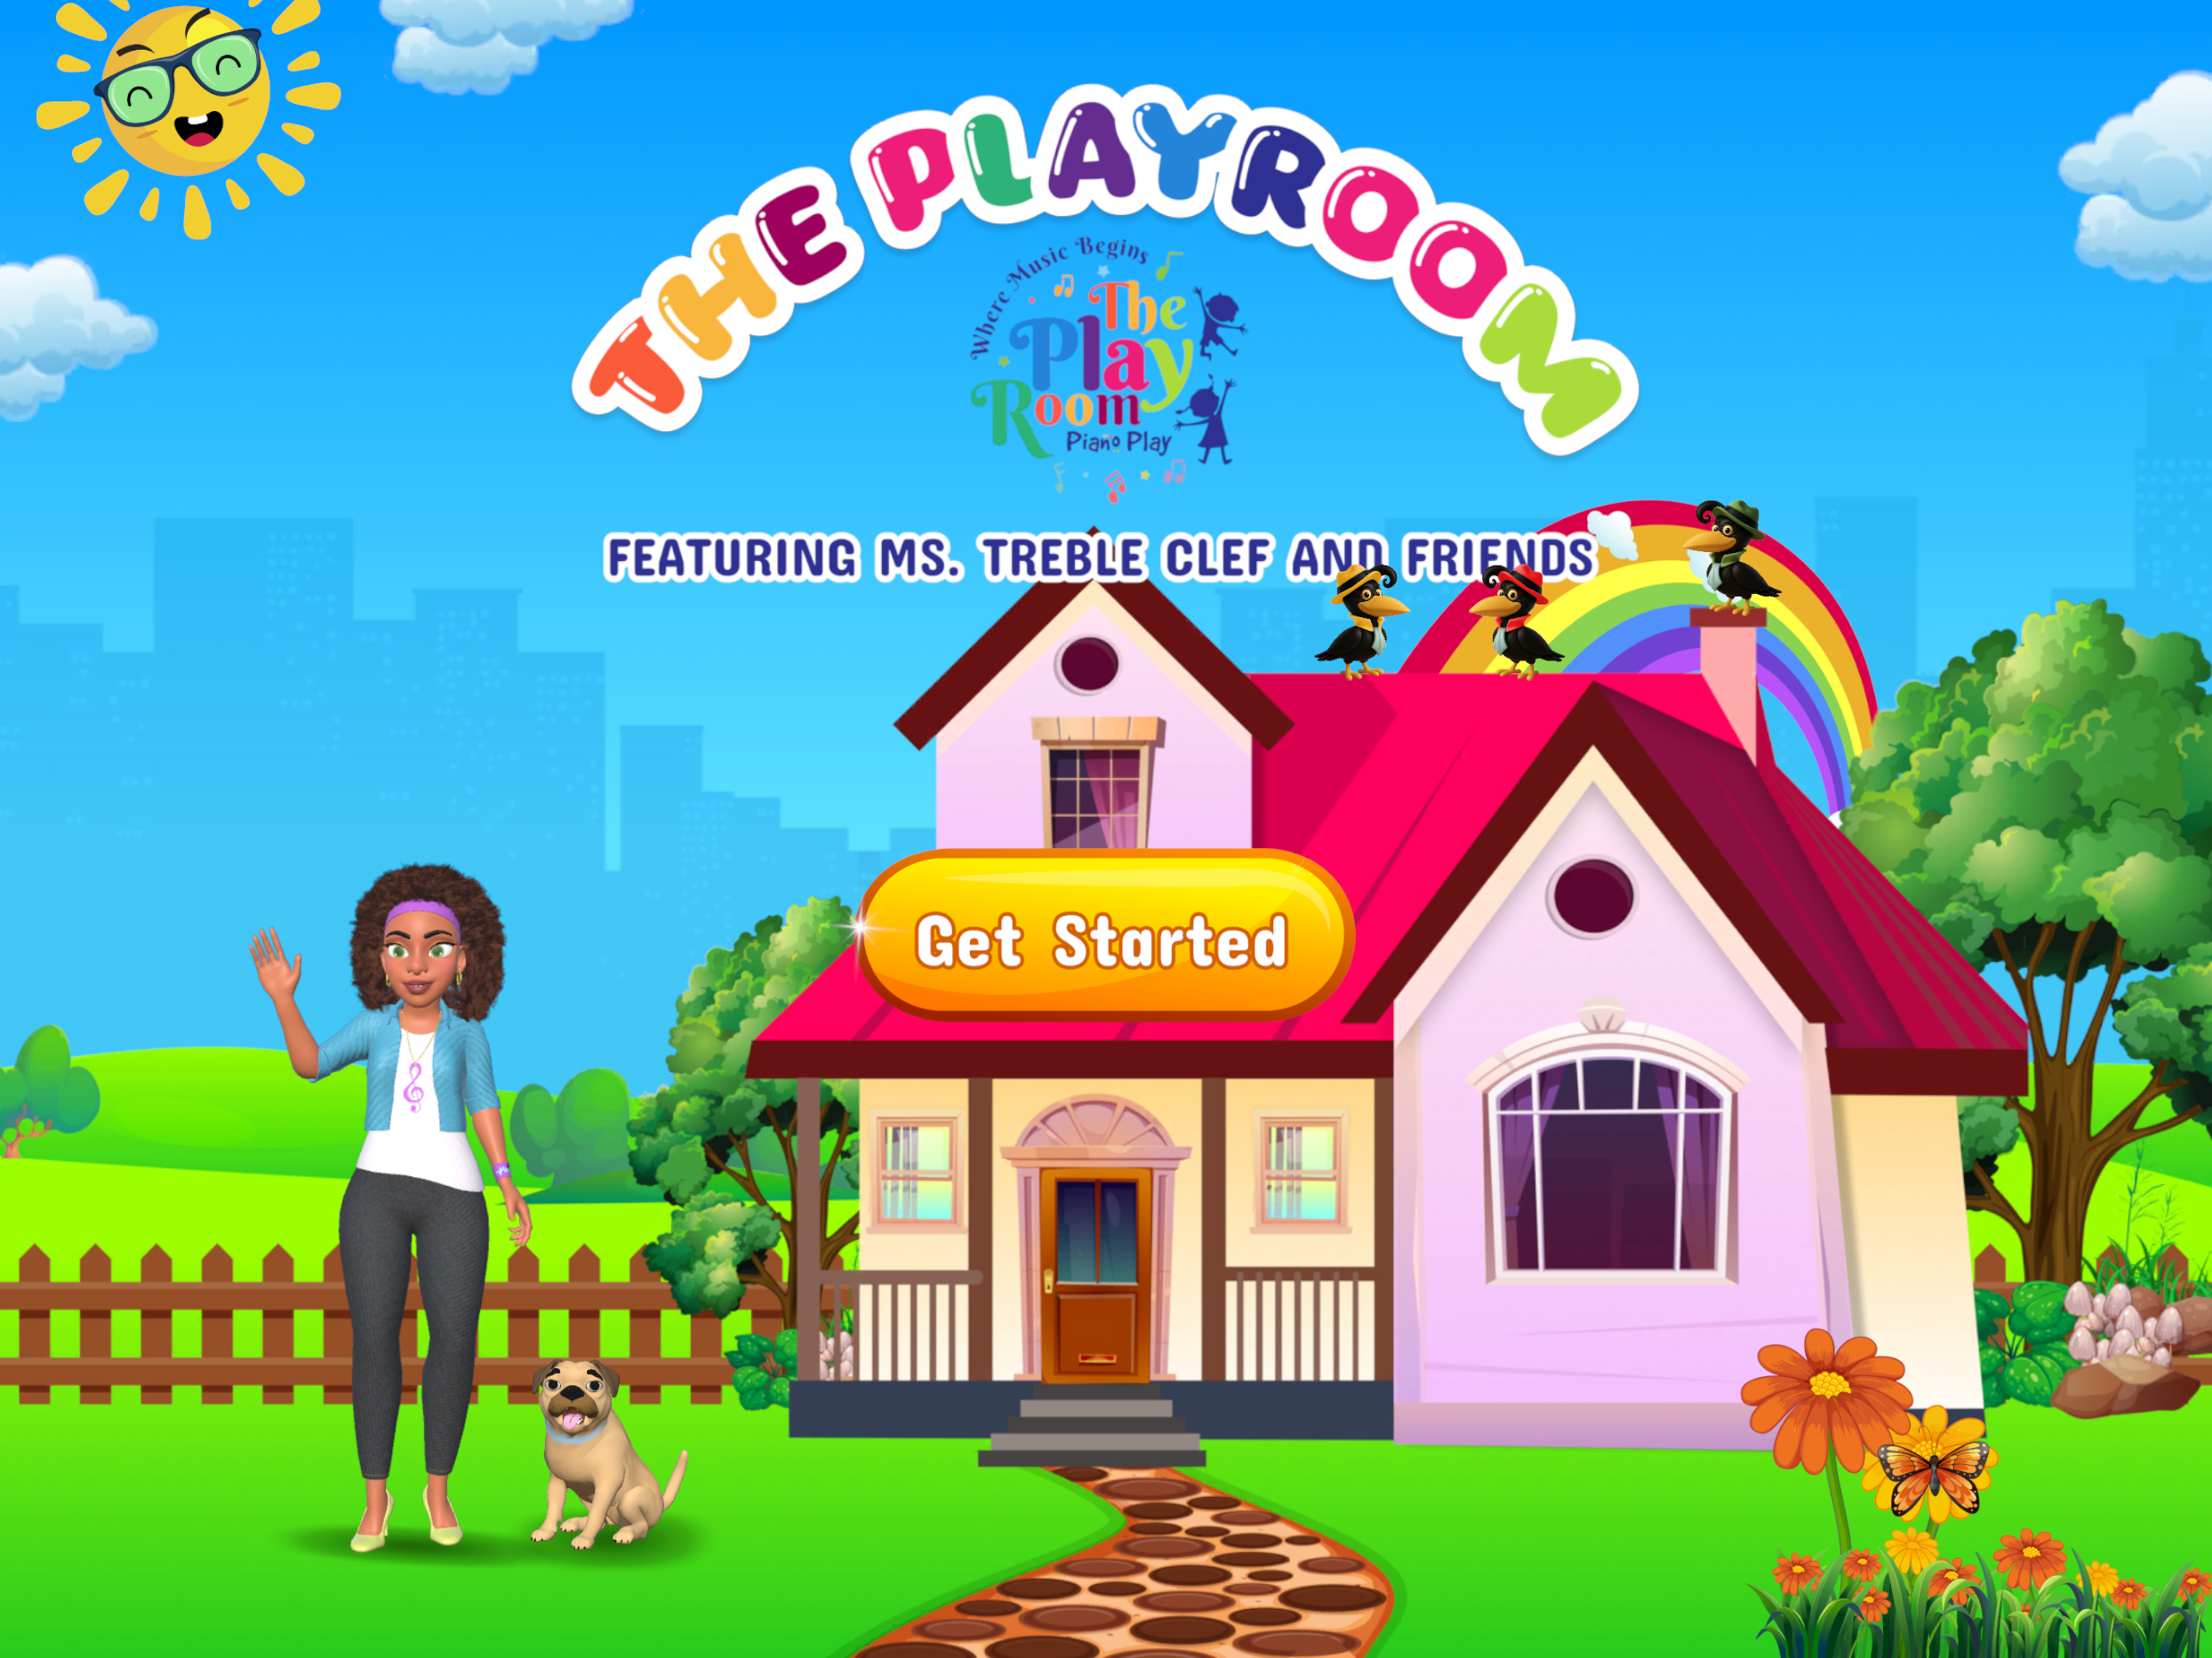 THE PLAYROOM
Where Music Begins
The
Play
Room
Piano Play
FEATURING MS. TREBLE CLEF AND FRIENDS
Get Started